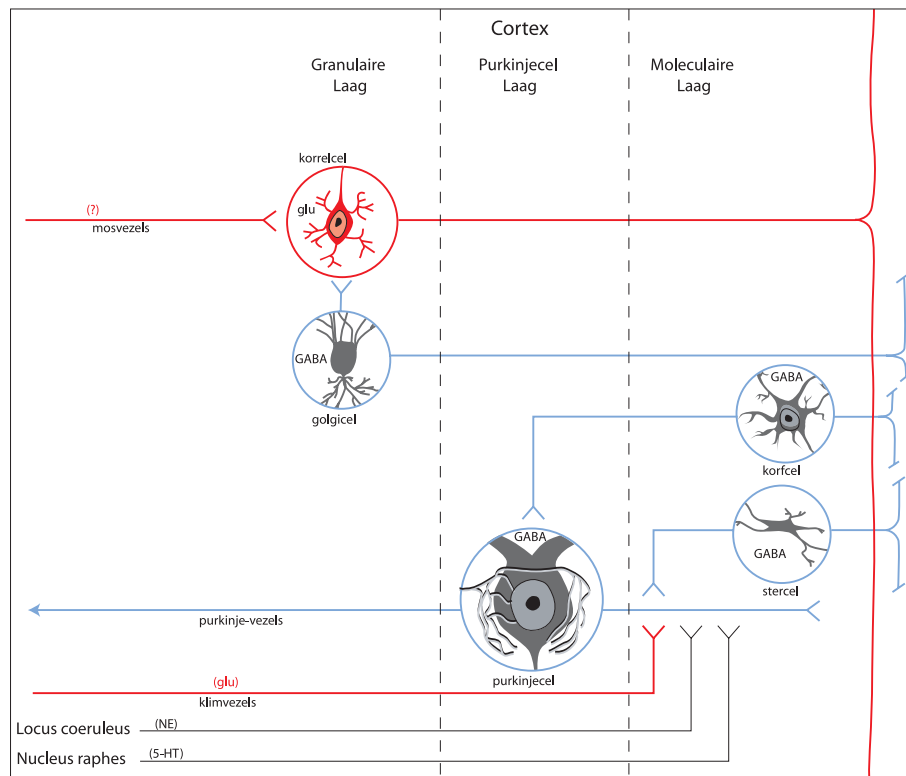 Cortex
Granulaire
Laag
Purkinjecel
Laag
Moleculaire
Laag
korrelcel
glu
(?)
mosvezels
GABA
golgicel
GABA
korfcel
GABA
stercel
GABA
purkinje-vezels
purkinjecel
(glu)
klimvezels
Locus coeruleus
(NE)
Nucleus raphes
(5-HT)